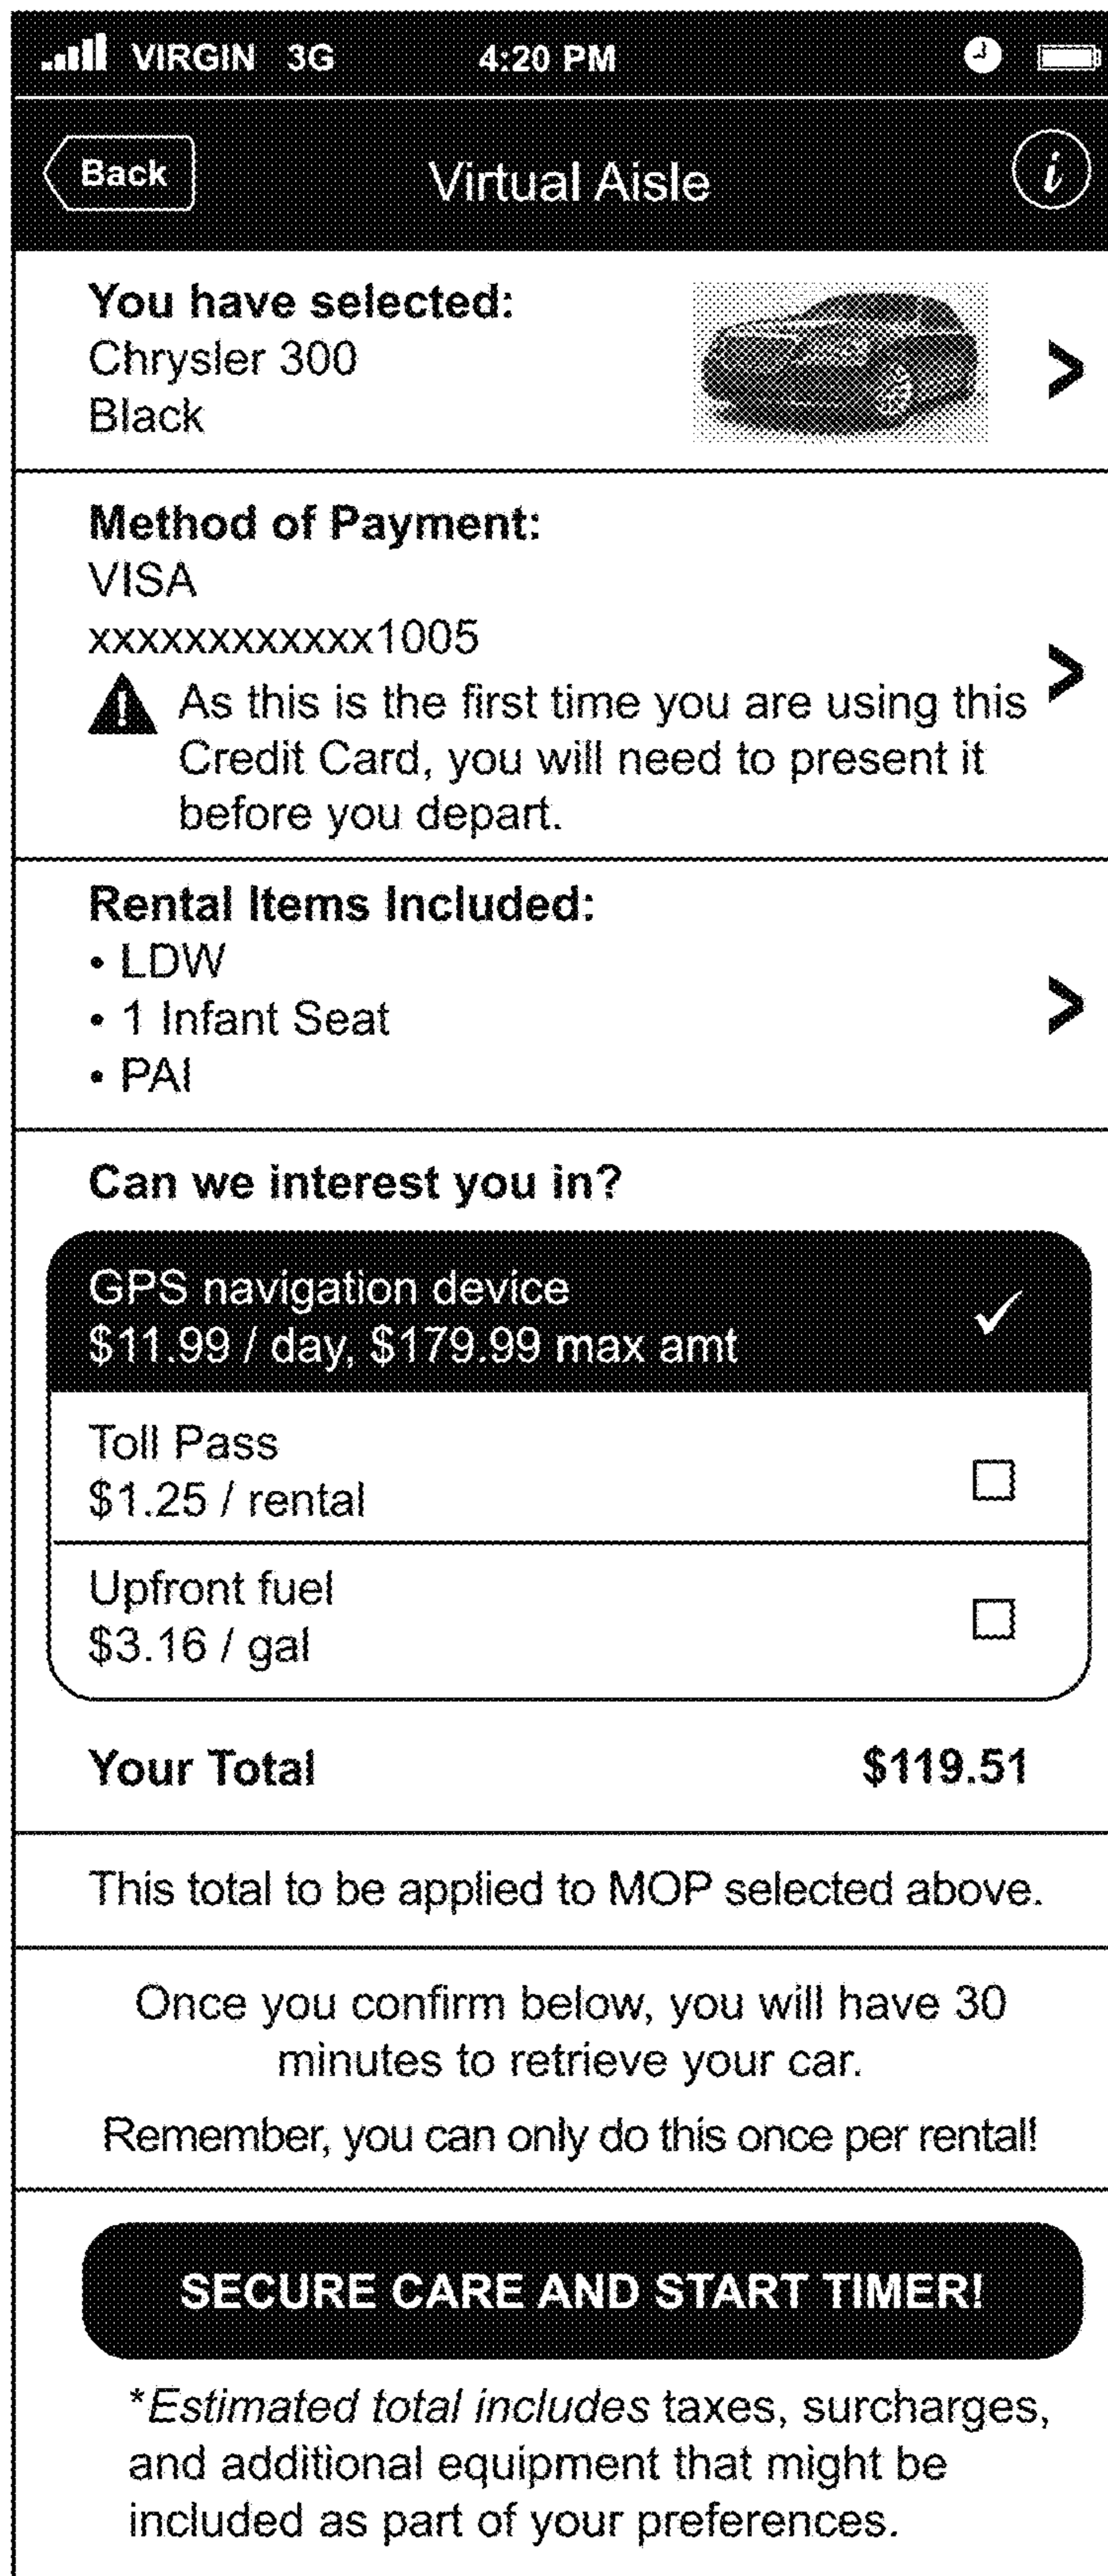 VIRGIN 3G 4:20 PM
Back Virtual Aisle i
You have selected:
Chrysler 300
Black
>
Method of Payment:
VISA
xxxxxxxxxxxx1005
>
! As this is the first time you are using this
Credit Card, you will need to present it
before you depart.
Rental Items Included:
• LDW
• 1 Infant Seat
• PAI
>
Can we interest you in?
GPS navigation device
$11.99 / day, $179.99 max amt
Toll Pass
$1.25 / rental
Upfront fuel
$3.16 / gal
Your Total $119.51
This total to be applied to MOP selected above.
Once you confirm below, you will have 30
minutes to retrieve your car.
Remember, you can only do this once per rental!
SECURE CARE AND START TIMER!
*Estimated total includes taxes, surcharges,
and additional equipment that might be
included as part of your preferences.